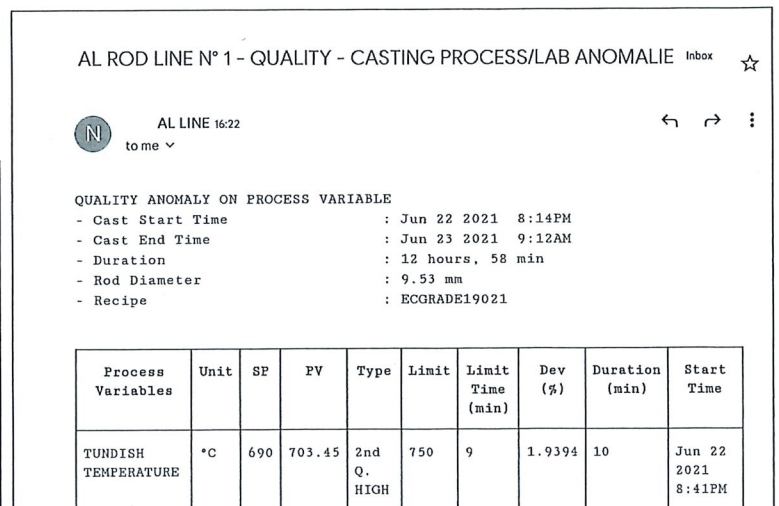 AL ROD LINE N° 1 - QUALITY - CASTING PROCESS/LAB ANOMALIE Inbox
N
AL LINE 16:22
to me
QUALITY ANOMALY ON PROCESS VARIABLE
- Cast Start Time : Jun 22 2021 8:14PM
- Cast End Time : Jun 23 2021 9:12AM
- Duration : 12 hours, 58 min
- Rod Diameter : 9.53 mm
- Recipe : ECGRADE19021
Process Variables Unit SP PV Type Limit Limit Time (min) Dev (%) Duration (min) Start Time
TUNDISH TEMPERATURE °C 690 703.45 2nd Q. HIGH 750 9 1.9394 10 Jun 22 2021 8:41PM